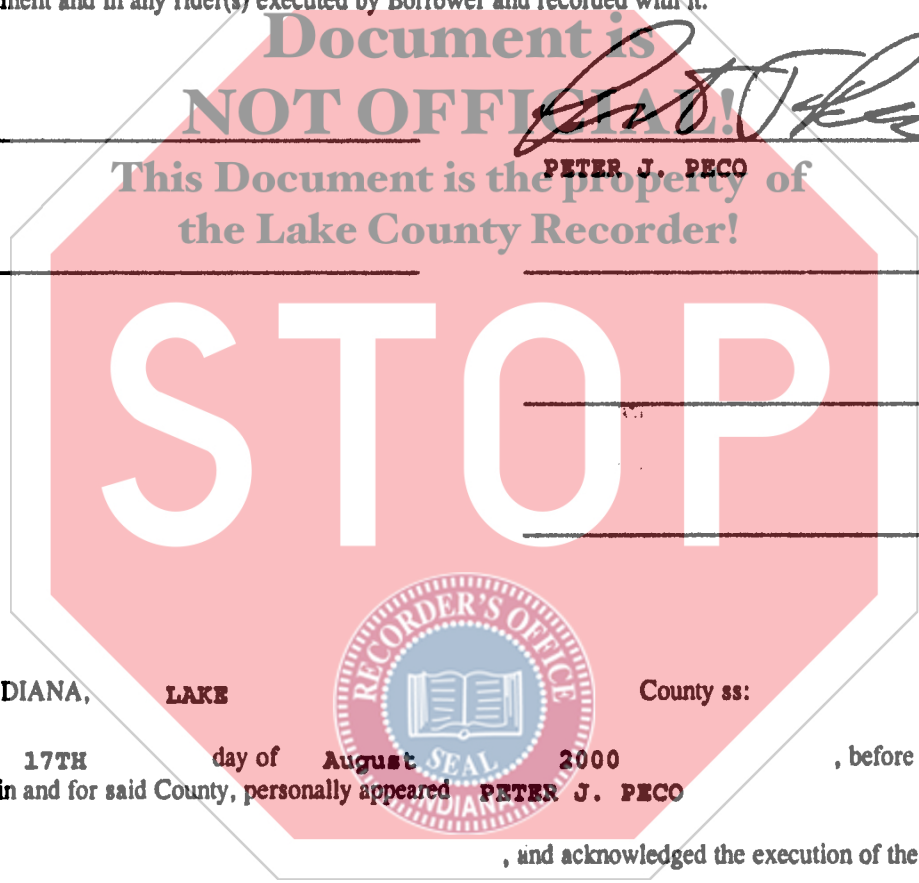 ment and in any rider(s) executed by Borrower and recorded with it.
Document is
NOT OFFICIAL!
This Document is the property of
PETER J. PECO
the Lake County Recorder!
STOP
RECORDER'S OFFICE
DIANA, LAKE County ss:
17TH day of August 2000 , before
SEAL
in and for said County, personally appeared PETER J. PECO
INDIANA
, and acknowledged the execution of the